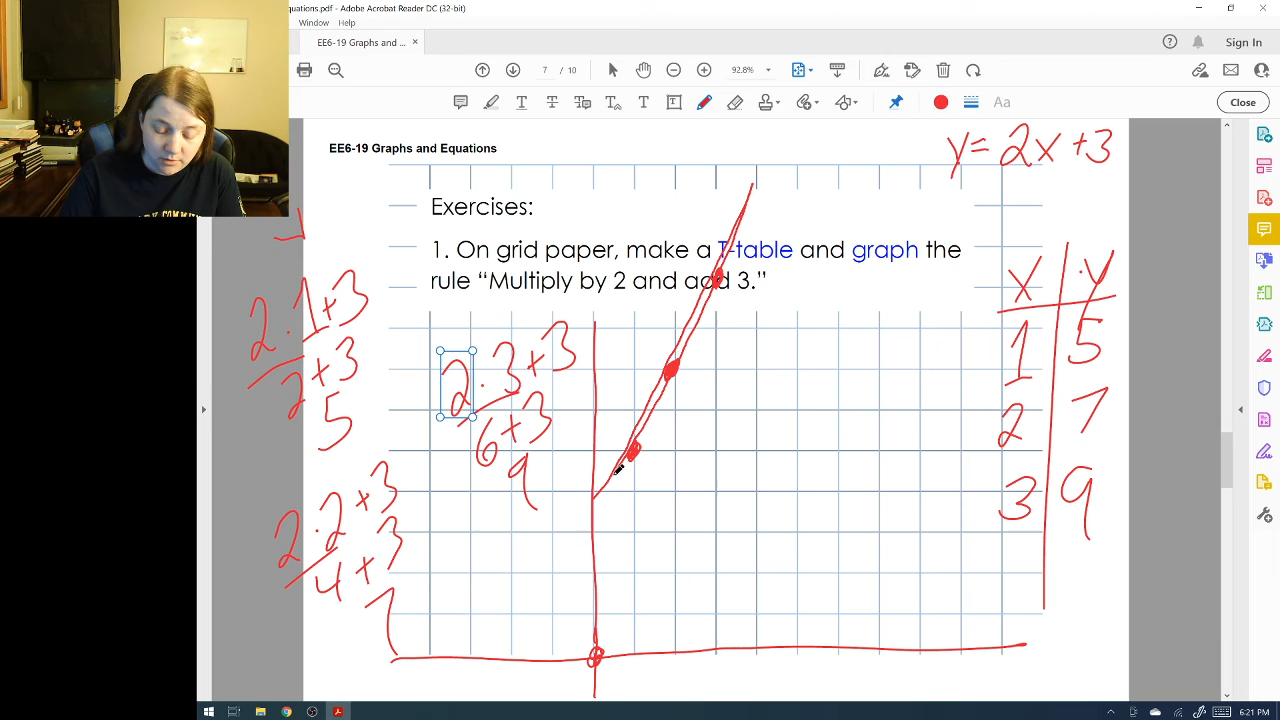 equations.pdf - Adobe Acrobat Reader DC (32-bit)
Window Help
EE6-19 Graphs and ... ×
Sign In
7 / 10
92.8%
Aa
Close
EE6-19 Graphs and Equations
y = 2x + 3
Exercises:
1. On grid paper, make a T-table and graph the
rule “Multiply by 2 and add 3.”
2 · 1 + 3
2 + 3
5
2 · 2 + 3
4 + 3
7
2 · 3 + 3
6 + 3
9
x y
1 5
2 7
3 9
6:21 PM